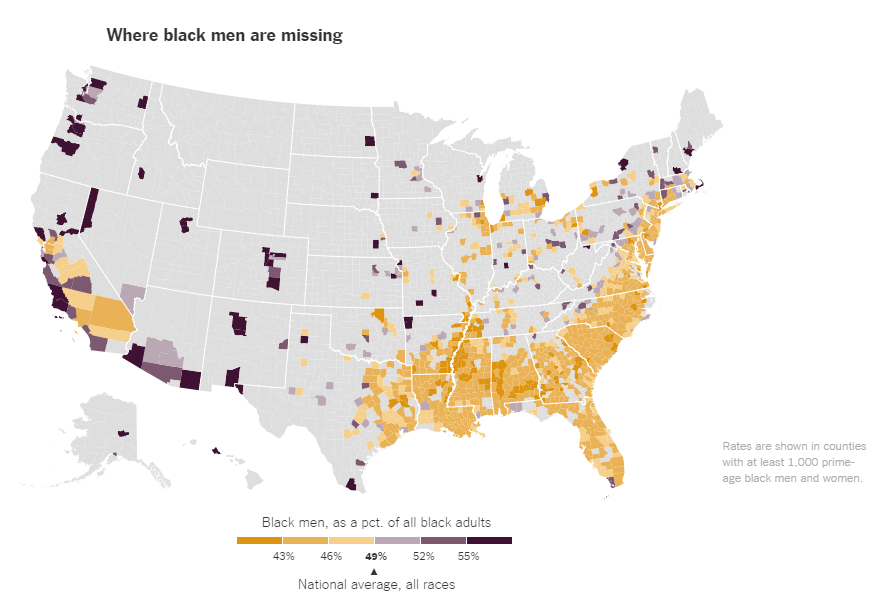 Where black men are missing
Rates are shown in counties
with at least 1,000 prime-
age black men and women.
Black men, as a pct. of all black adults
43% 46% 49% 52% 55%
National average, all races